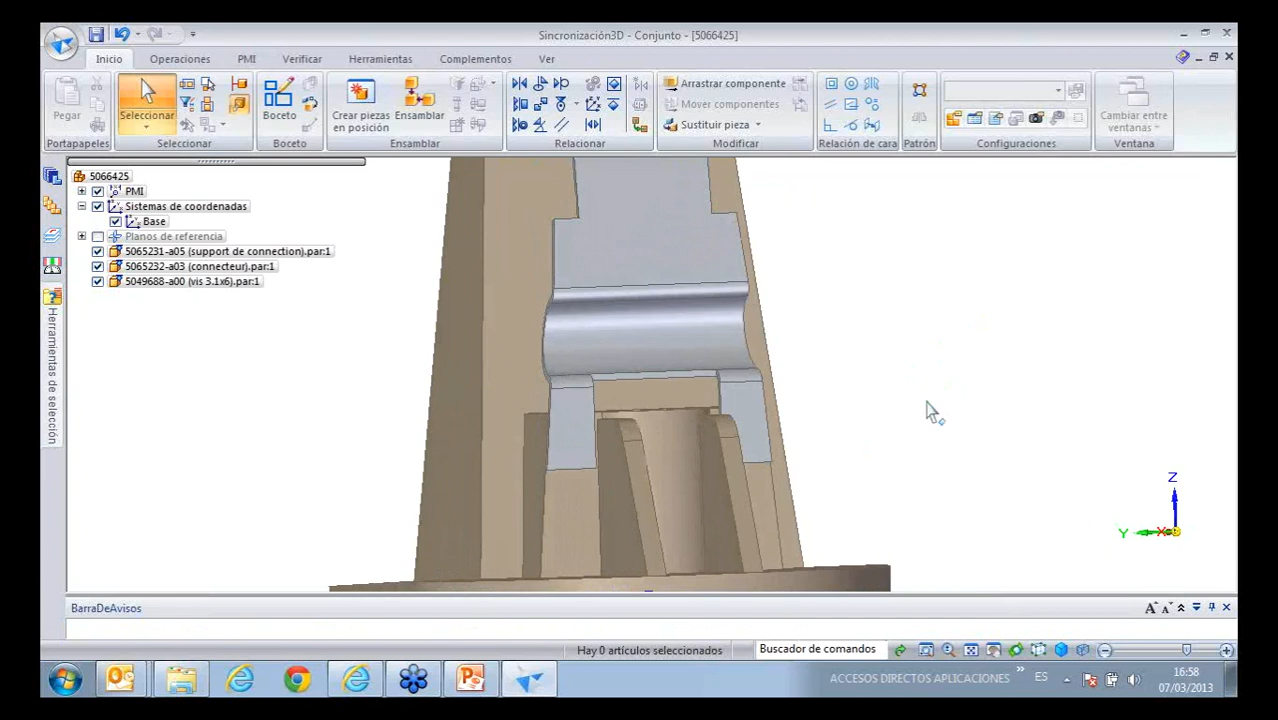 Sincronización3D - Conjunto - [5066425]
Inicio
Operaciones
PMI
Verificar
Herramientas
Complementos
Ver
Pegar
Seleccionar
Boceto
Crear piezas
en posición
Ensamblar
Arrastrar componente
Mover componentes
Sustituir pieza
Cambiar entre
ventanas
Portapapeles
Seleccionar
Boceto
Ensamblar
Relacionar
Modificar
Relación de cara
Patrón
Configuraciones
Ventana
5066425
PMI
Sistemas de coordenadas
Base
Planos de referencia
5065231-a05 (support de connection).par:1
5065232-a03 (connecteur).par:1
5049688-a00 (vis 3.1x6).par:1
Herramientas de selección
Z
Y
X
BarraDeAvisos
Hay 0 artículos seleccionados
Buscador de comandos
ACCESOS DIRECTOS APLICACIONES
ES
16:58
07/03/2013